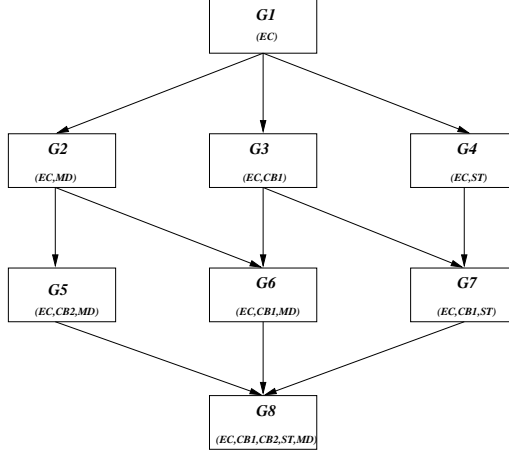 G1
(EC)
G2
(EC,MD)
G3
(EC,CB1)
G4
(EC,ST)
G5
(EC,CB2,MD)
G6
(EC,CB1,MD)
G7
(EC,CB1,ST)
G8
(EC,CB1,CB2,ST,MD)